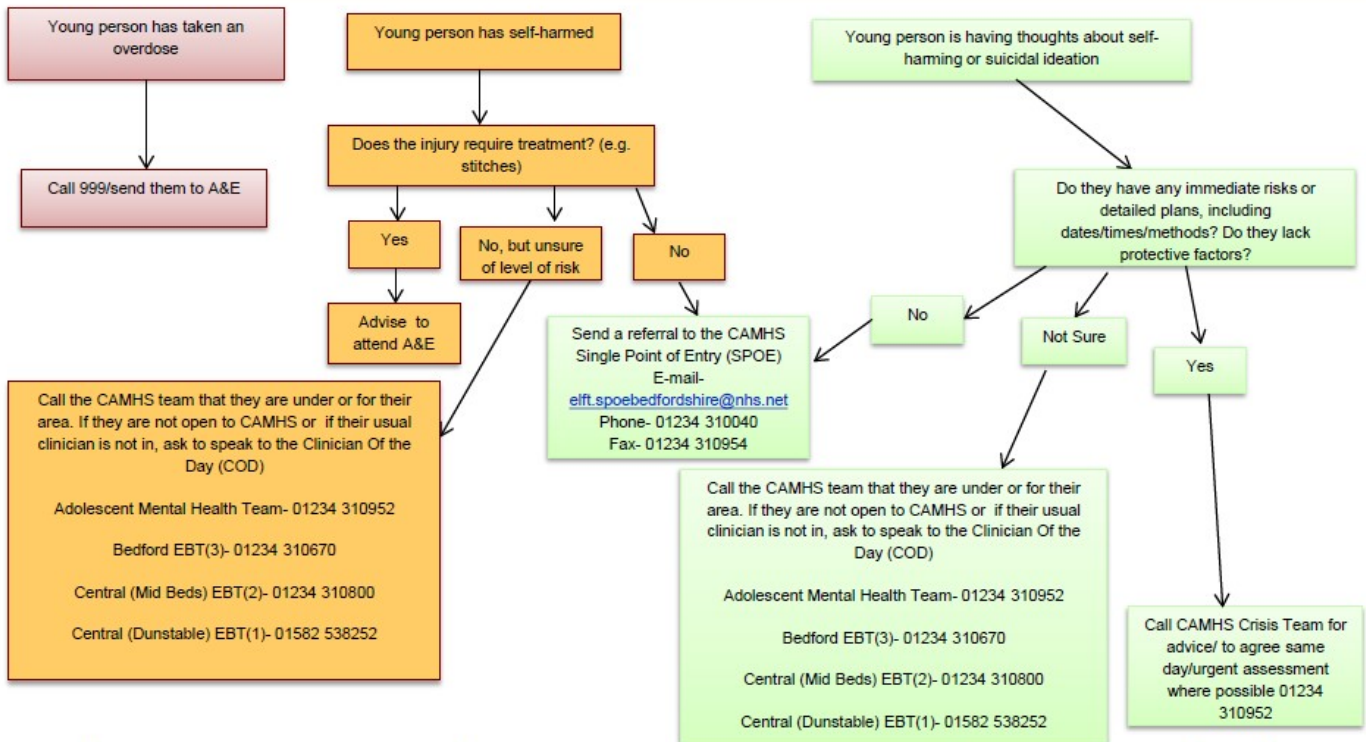 Young person has taken an
overdose
Call 999/send them to A&E
Young person has self-harmed
Does the injury require treatment? (e.g.
stitches)
Yes
Advise to
attend A&E
No, but unsure
of level of risk
No
Call the CAMHS team that they are under or for their
area. If they are not open to CAMHS or if their usual
clinician is not in, ask to speak to the Clinician Of the
Day (COD)
Adolescent Mental Health Team- 01234 310952
Bedford EBT(3)- 01234 310670
Central (Mid Beds) EBT(2)- 01234 310800
Central (Dunstable) EBT(1)- 01582 538252
Send a referral to the CAMHS
Single Point of Entry (SPOE)
E-mail-
elft.spoebedfordshire@nhs.net
Phone- 01234 310040
Fax- 01234 310954
Young person is having thoughts about self-
harming or suicidal ideation
Do they have any immediate risks or
detailed plans, including
dates/times/methods? Do they lack
protective factors?
No
Not Sure
Yes
Call the CAMHS team that they are under or for their
area. If they are not open to CAMHS or if their usual
clinician is not in, ask to speak to the Clinician Of the
Day (COD)
Adolescent Mental Health Team- 01234 310952
Bedford EBT(3)- 01234 310670
Central (Mid Beds) EBT(2)- 01234 310800
Central (Dunstable) EBT(1)- 01582 538252
Call CAMHS Crisis Team for
advice/ to agree same
day/urgent assessment
where possible 01234
310952